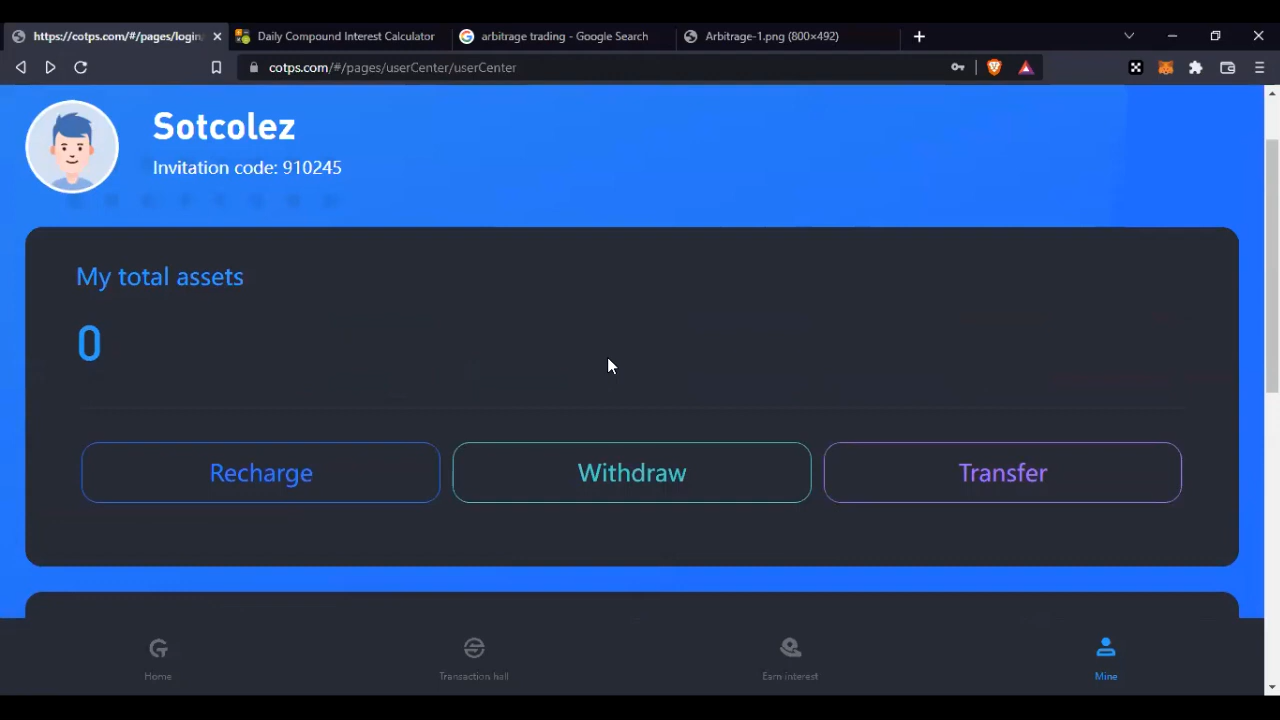 https://cotps.com/#/pages/login
Daily Compound Interest Calculator
arbitrage trading - Google Search
Arbitrage-1.png (800×492)
cotps.com/#/pages/userCenter/userCenter
Sotcolez
Invitation code: 910245
My total assets
0
Recharge
Withdraw
Transfer
Home
Transaction hall
Earn interest
Mine